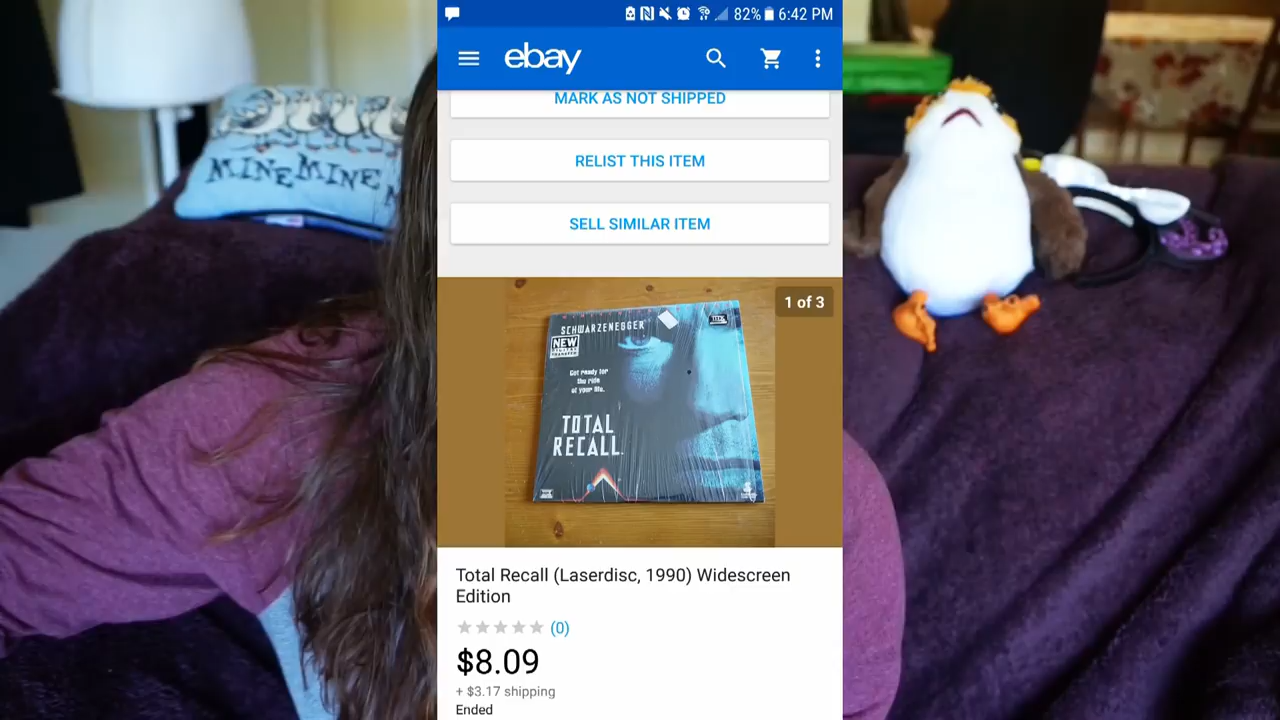 82% 6:42 PM
ebay
MARK AS NOT SHIPPED
RELIST THIS ITEM
SELL SIMILAR ITEM
MINE MINE
1 of 3
SCHWARZENEGGER
NEW
Get ready for
the ride
of your life.
TOTAL
RECALL
Total Recall (Laserdisc, 1990) Widescreen
Edition
(0)
$8.09
+ $3.17 shipping
Ended